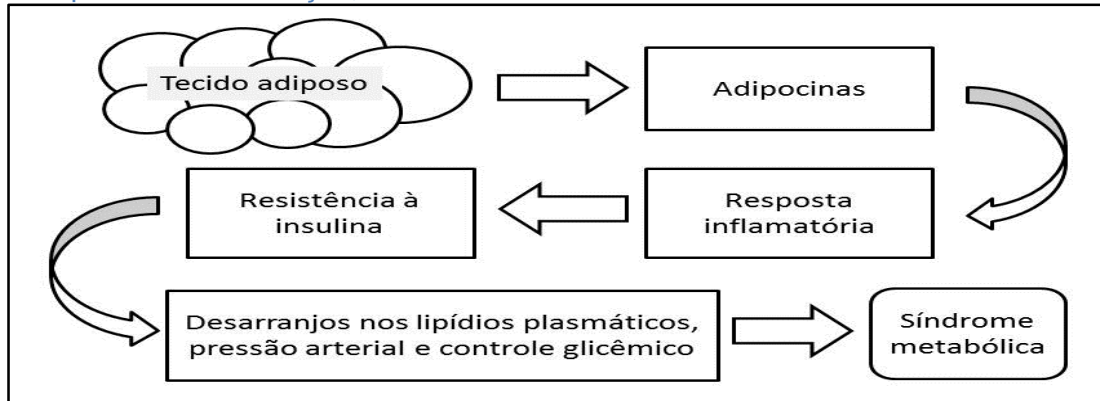 Tecido adiposo
Adipocinas
Resposta
inflamatória
Resistência à
insulina
Desarranjos nos lipídios plasmáticos,
pressão arterial e controle glicêmico
Síndrome
metabólica